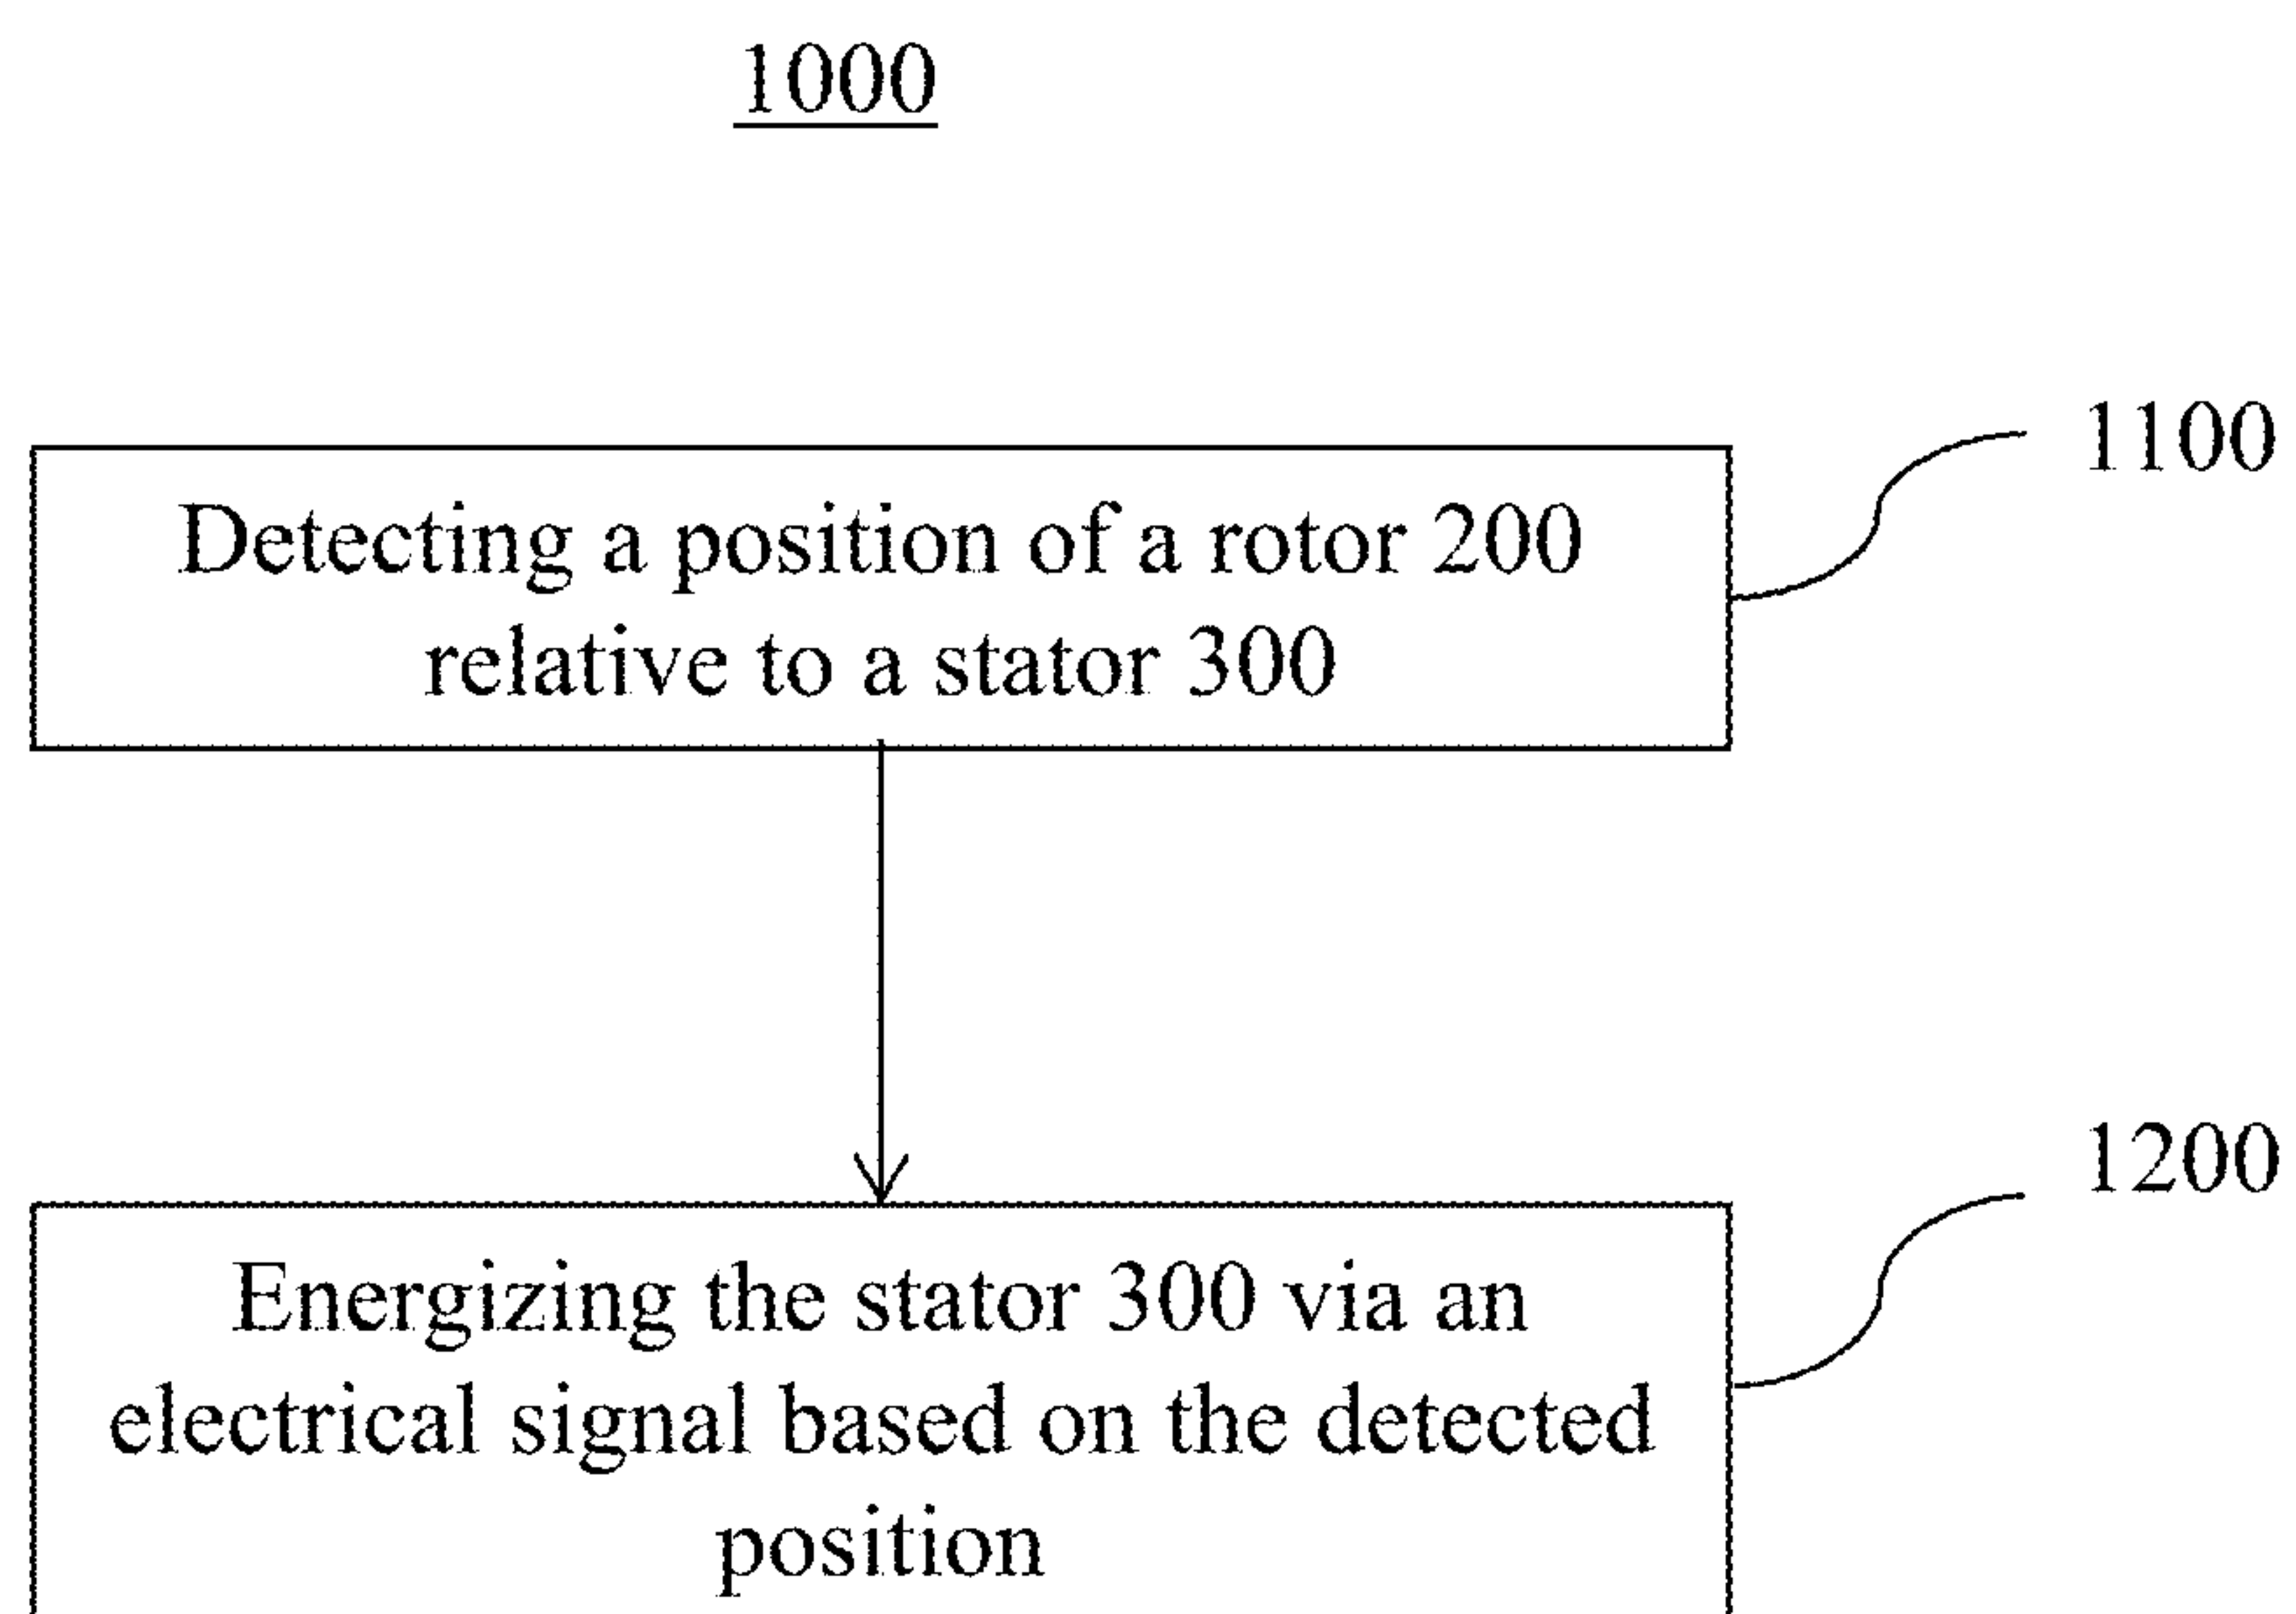 1000
1100
Detecting a position of a rotor 200
relative to a stator 300
1200
Energizing the stator 300 via an
electrical signal based on the detected
position